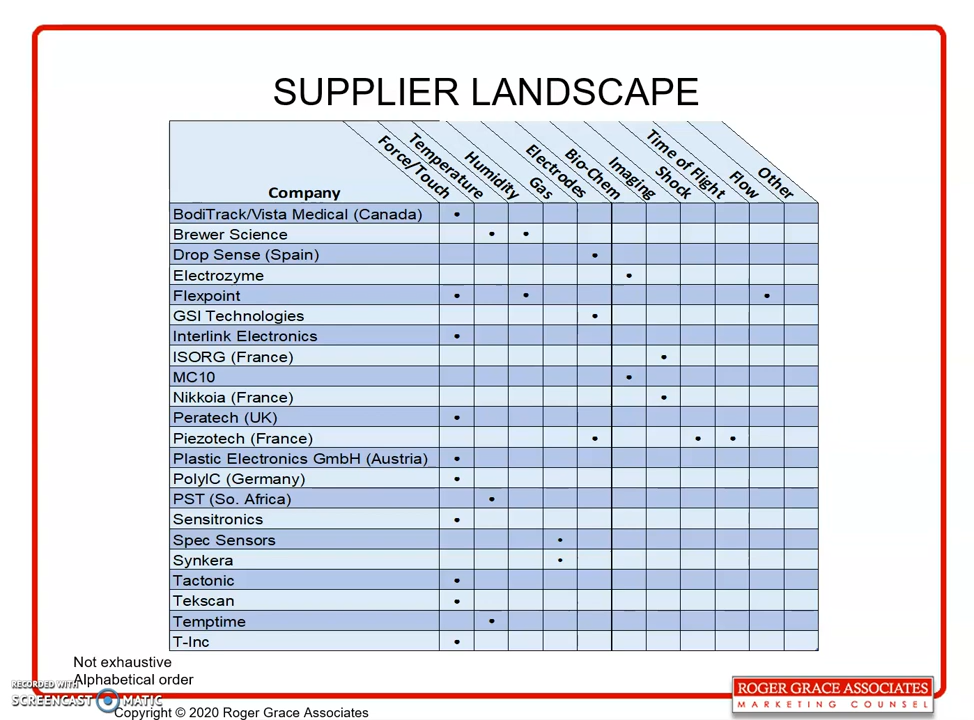 SUPPLIER LANDSCAPE
Company
Force/Touch
Temperature
Humidity
Gas
Electrodes
Bio-Chem
Imaging
Shock
Time of Flight
Flow
Other
BodiTrack/Vista Medical (Canada) •
Brewer Science • •
Drop Sense (Spain) •
Electrozyme •
Flexpoint • • •
GSI Technologies •
Interlink Electronics •
ISORG (France) •
MC10 •
Nikkoia (France) •
Peratech (UK) •
Piezotech (France) • • •
Plastic Electronics GmbH (Austria) •
PolyIC (Germany) •
PST (So. Africa) •
Sensitronics •
Spec Sensors •
Synkera •
Tactonic •
Tekscan •
Temptime •
T-Inc •
Not exhaustive
Alphabetical order
RECORDED WITH
SCREENCAST MATIC
Copyright © 2020 Roger Grace Associates
ROGER GRACE ASSOCIATES
MARKETING COUNSEL